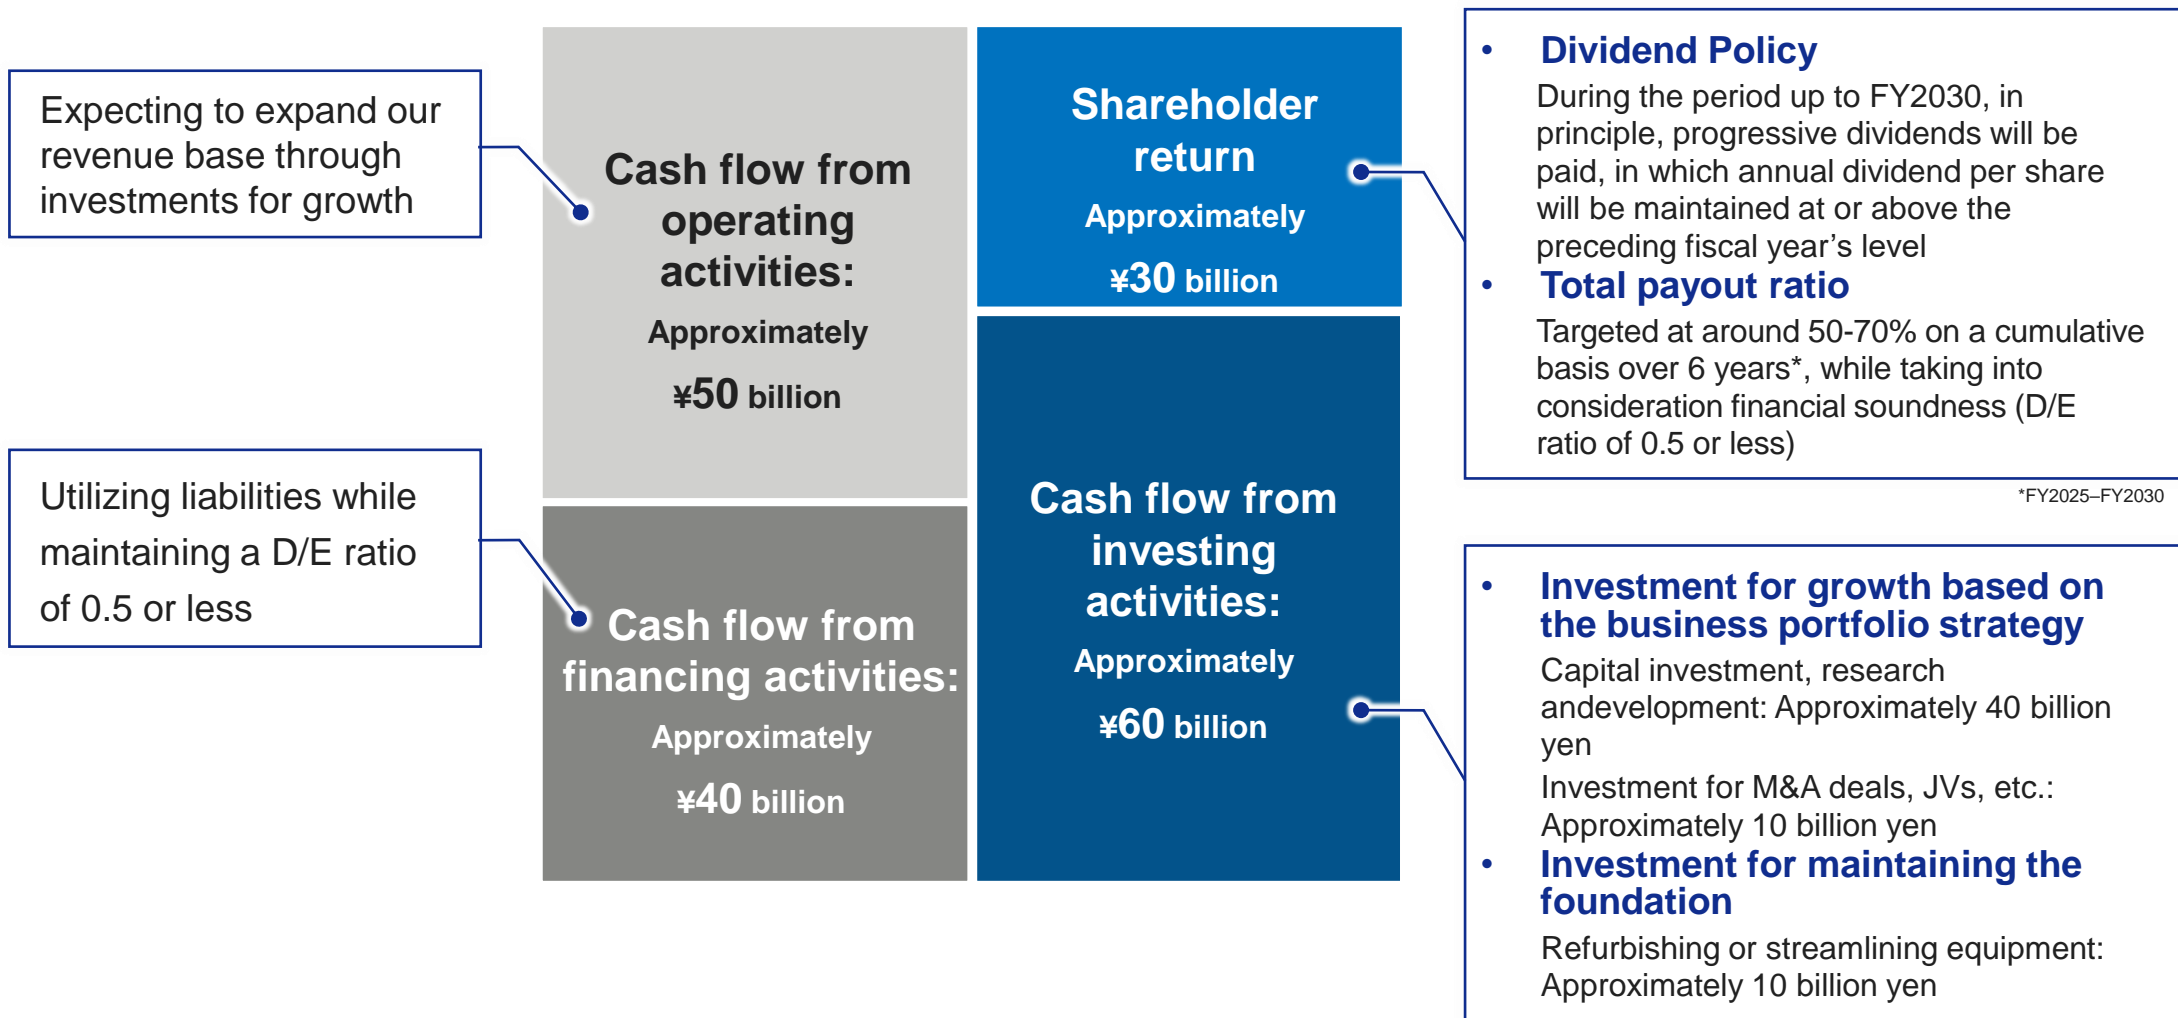 Expecting to expand our
revenue base through
investments for growth
Utilizing liabilities while
maintaining a D/E ratio
of 0.5 or less
Cash flow from
operating
activities:
Approximately
¥50 billion
Cash flow from
financing activities:
Approximately
¥40 billion
Shareholder
return
Approximately
¥30 billion
Cash flow from
investing
activities:
Approximately
¥60 billion
• Dividend Policy
During the period up to FY2030, in
principle, progressive dividends will be
paid, in which annual dividend per share
will be maintained at or above the
preceding fiscal year’s level
• Total payout ratio
Targeted at around 50-70% on a cumulative
basis over 6 years*, while taking into
consideration financial soundness (D/E
ratio of 0.5 or less)
*FY2025–FY2030
• Investment for growth based on
the business portfolio strategy
Capital investment, research
andevelopment: Approximately 40 billion
yen
Investment for M&A deals, JVs, etc.:
Approximately 10 billion yen
• Investment for maintaining the
foundation
Refurbishing or streamlining equipment:
Approximately 10 billion yen